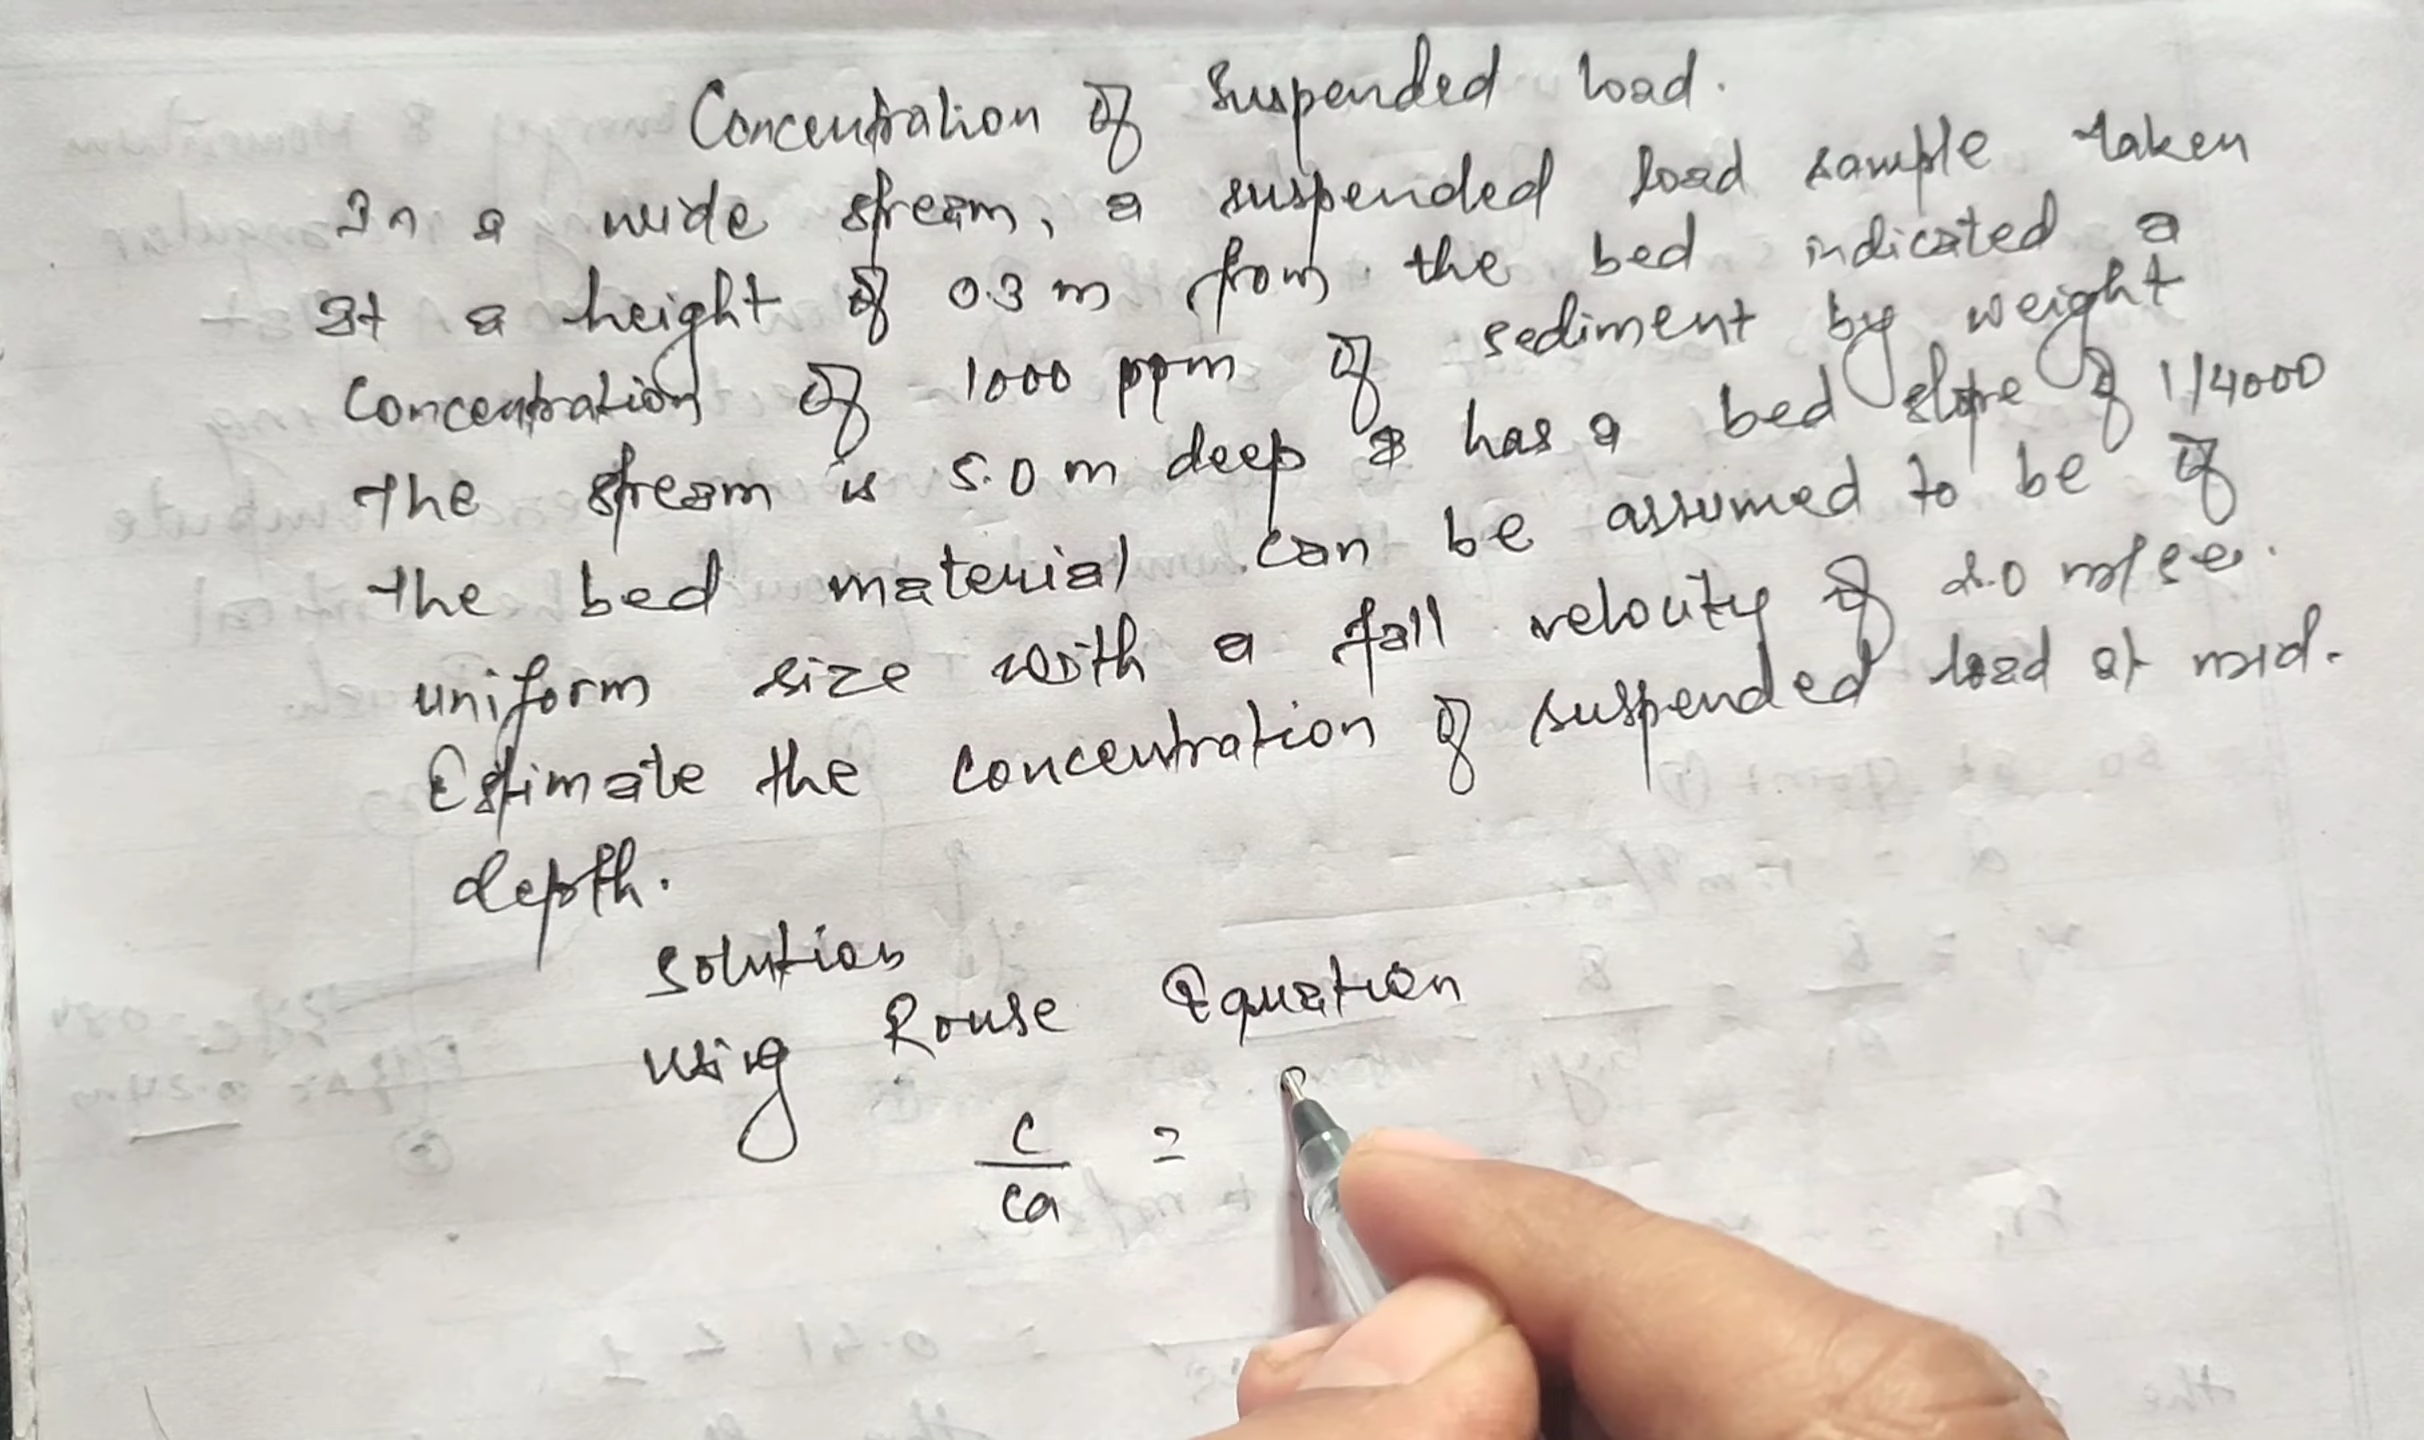 Concentration of Suspended load.
In a wide stream, a suspended load sample taken
at a height of 0.3 m from the bed indicated a
Concentration of 1000 ppm of sediment by weight
the stream is 5.0 m deep & has a bed slope of 1/4000
the bed material can be assumed to be of
uniform size with a fall velocity of 2.0 m/sec.
Estimate the concentration of suspended load at mid.
depth.
Solution
Using Rouse Equation
C
/
Ca =